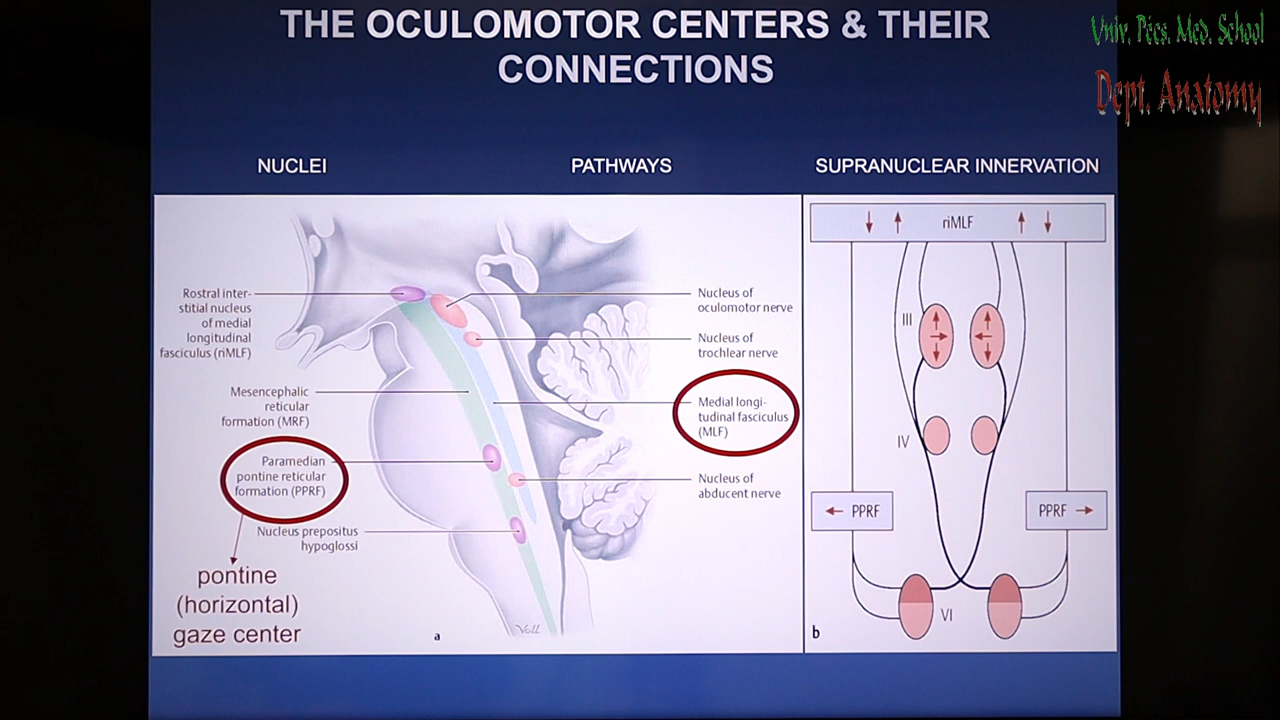 THE OCULOMOTOR CENTERS & THEIR
CONNECTIONS
Univ. Pécs. Med. School
Dept. Anatomy
NUCLEI
PATHWAYS
SUPRANUCLEAR INNERVATION
Rostral inter-
stitial nucleus
of medial
longitudinal
fasciculus (riMLF)
Mesencephalic
reticular
formation (MRF)
Paramedian
pontine reticular
formation (PPRF)
Nucleus prepositus
hypoglossi
pontine
(horizontal)
gaze center
Nucleus of
oculomotor nerve
Nucleus of
trochlear nerve
Medial longi-
tudinal fasciculus
(MLF)
Nucleus of
abducent nerve
Voll
a
riMLF
III
IV
PPRF
PPRF
VI
b